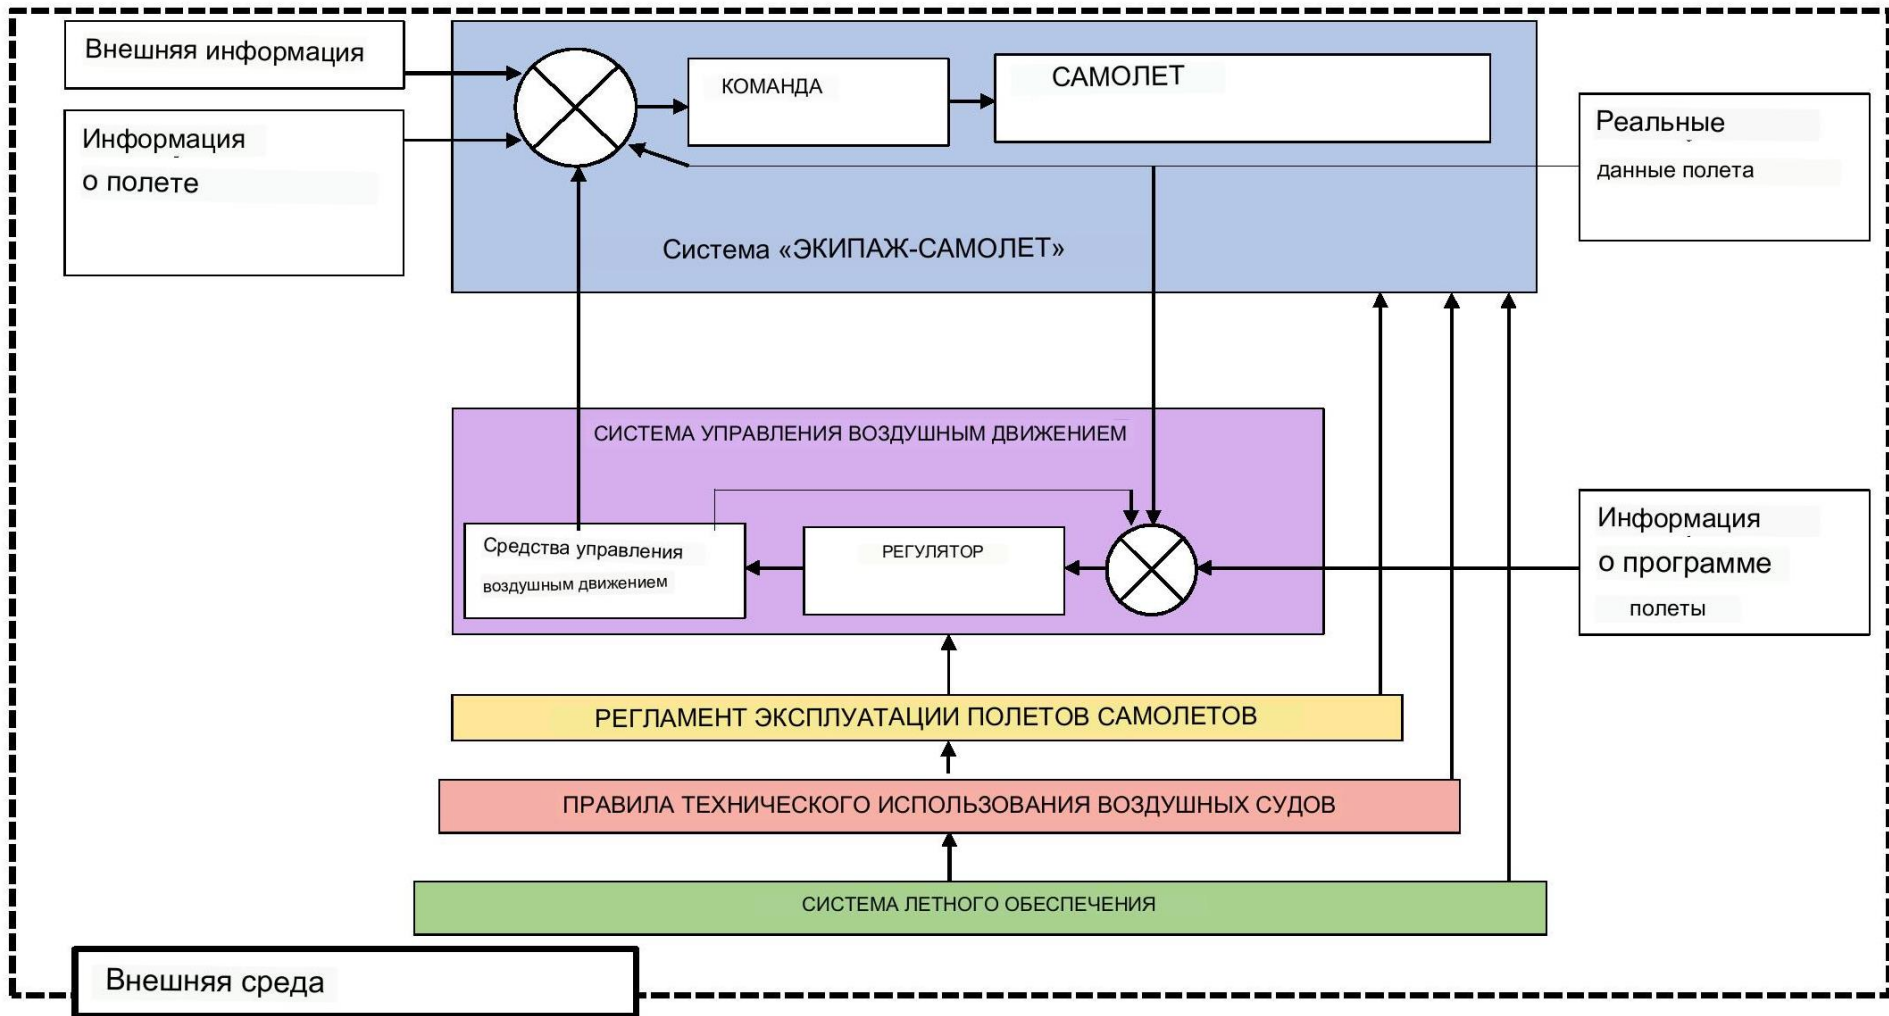 Внешняя информация
Информация
о полете
КОМАНДА
САМОЛЕТ
Реальные
данные полета
Система «ЭКИПАЖ-САМОЛЕТ»
СИСТЕМА УПРАВЛЕНИЯ ВОЗДУШНЫМ ДВИЖЕНИЕМ
Средства управления
воздушным движением
РЕГУЛЯТОР
Информация
о программе
полеты
РЕГЛАМЕНТ ЭКСПЛУАТАЦИИ ПОЛЕТОВ САМОЛЕТОВ
ПРАВИЛА ТЕХНИЧЕСКОГО ИСПОЛЬЗОВАНИЯ ВОЗДУШНЫХ СУДОВ
СИСТЕМА ЛЕТНОГО ОБЕСПЕЧЕНИЯ
Внешняя среда